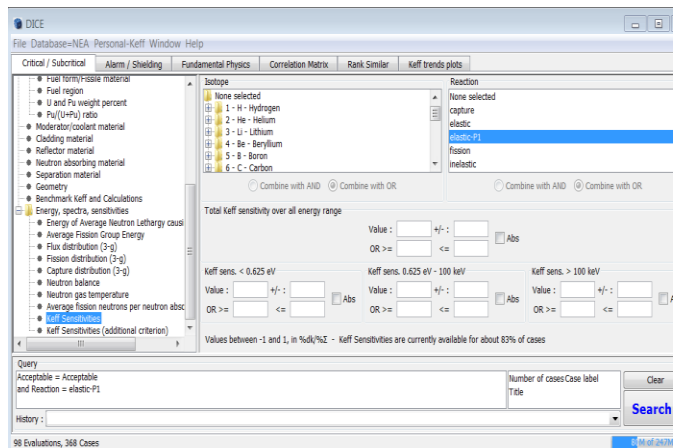 DICE
File Database=NEA Personal-Keff Window Help
Critical / Subcritical Alarm / Shielding Fundamental Physics Correlation Matrix Rank Similar Keff trends plots
Fuel form/Fissile material
Fuel region
U and Pu weight percent
Pu/(U+Pu) ratio
Moderator/coolant material
Cladding material
Reflector material
Neutron absorbing material
Separation material
Geometry
Benchmark Keff and Calculations
Energy, spectra, sensitivities
Energy of Average Neutron Lethargy causi
Average Fission Group Energy
Flux distribution (3-g)
Fission distribution (3-g)
Capture distribution (3-g)
Neutron balance
Neutron gas temperature
Average fission neutrons per neutron absc
Keff Sensitivities
Keff Sensitivities (additional criterion)
Isotope
None selected
1 - H - Hydrogen
2 - He - Helium
3 - Li - Lithium
4 - Be - Beryllium
5 - B - Boron
6 - C - Carbon
Combine with AND Combine with OR
Reaction
None selected
capture
elastic
elastic-P1
fission
inelastic
Combine with AND Combine with OR
Total Keff sensitivity over all energy range
Value : +/- : Abs
OR >= <=
Keff sens. < 0.625 eV
Value : +/- : Abs
OR >= <=
Keff sens. 0.625 eV - 100 keV
Value : +/- : Abs
OR >= <=
Keff sens. > 100 keV
Value : +/- :
OR >= <=
Values between -1 and 1, in %dk/%Σ - Keff Sensitivities are currently available for about 83% of cases
Query
Acceptable = Acceptable
and Reaction = elastic-P1
Number of cases Case label
Title
Clear
Search
History :
98 Evaluations, 368 Cases
M of 247M